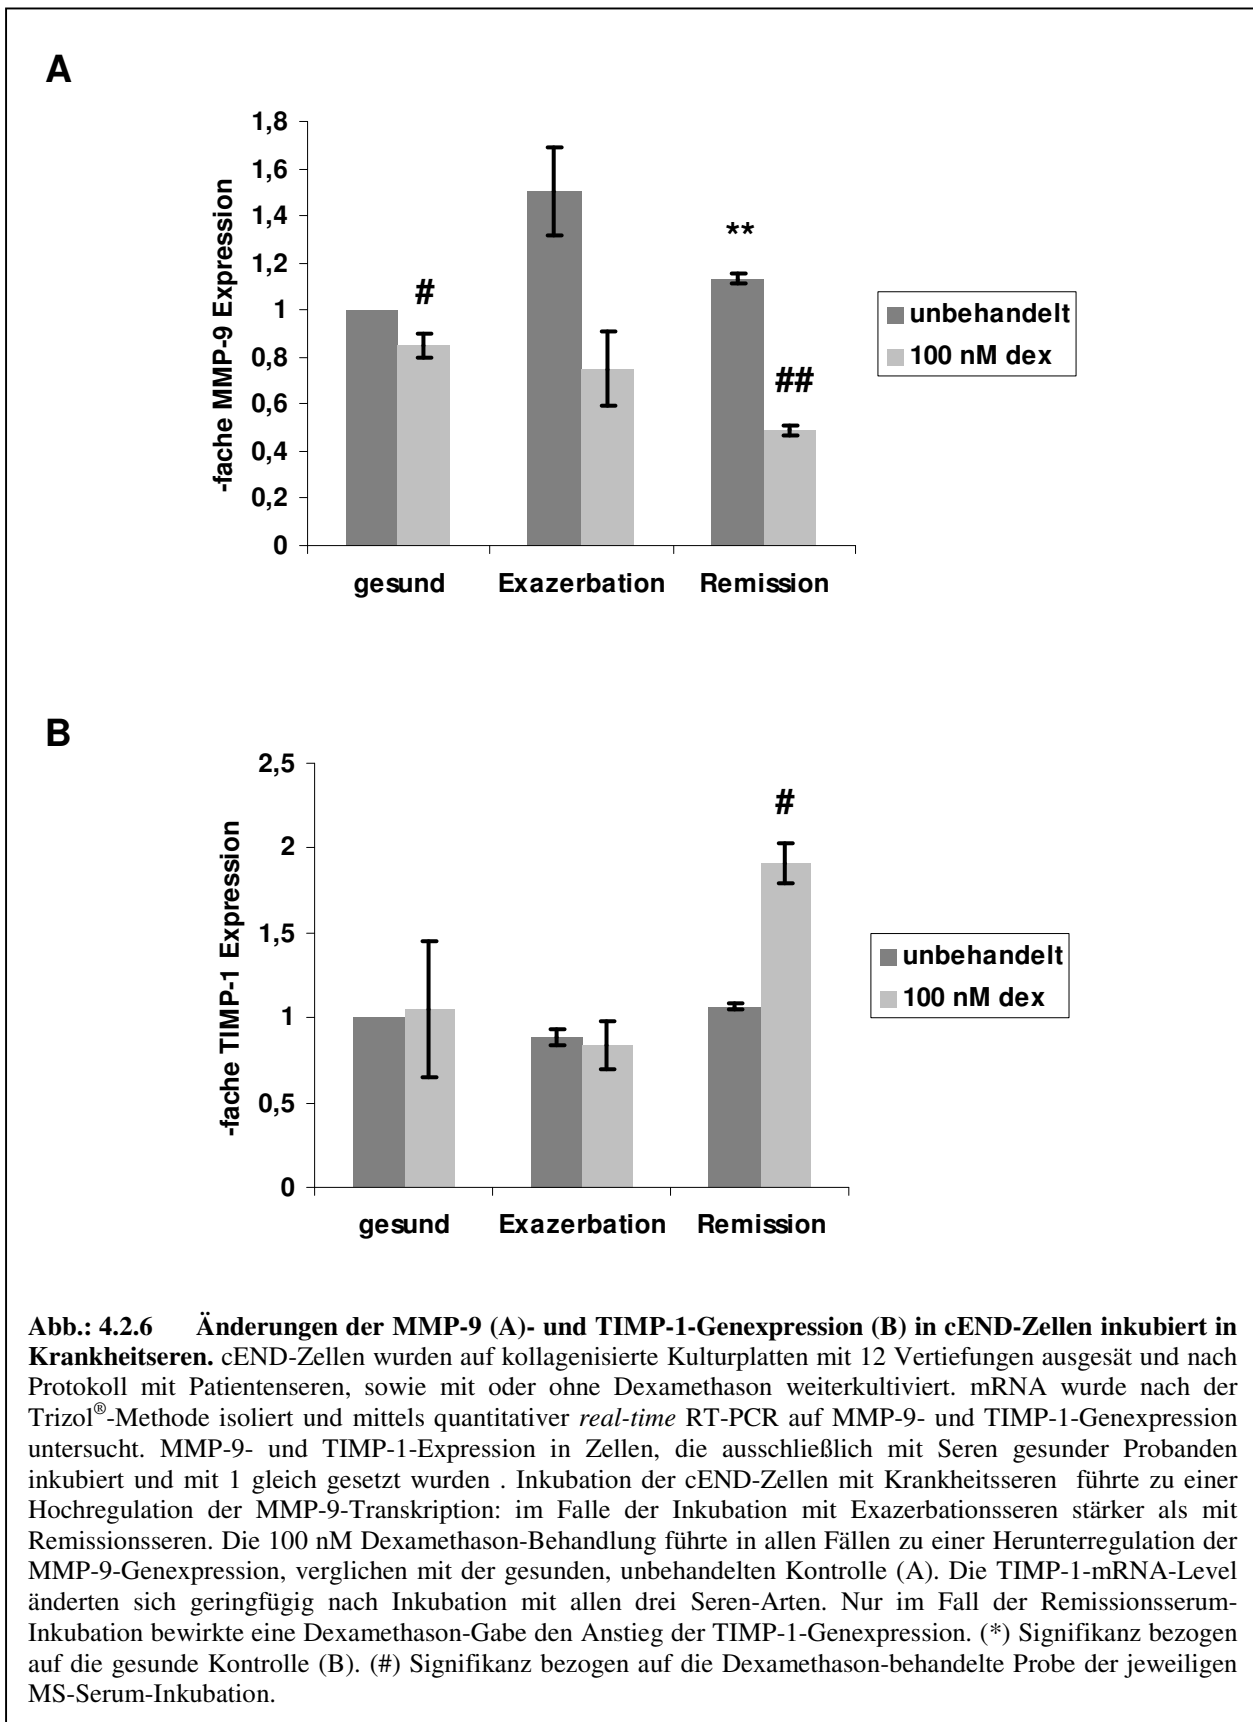 A
1,8
1,6
1,4
1,2
1
0,8
0,6
0,4
0,2
0
-fache MMP-9 Expression
#
**
##
gesund Exazerbation Remission
unbehandelt
100 nM dex
B
2,5
2
1,5
1
0,5
0
-fache TIMP-1 Expression
#
gesund Exazerbation Remission
unbehandelt
100 nM dex
Abb.: 4.2.6 Änderungen der MMP-9 (A)- und TIMP-1-Genexpression (B) in cEND-Zellen inkubiert in
Krankheitseren. cEND-Zellen wurden auf kollagenisierte Kulturplatten mit 12 Vertiefungen ausgesät und nach
Protokoll mit Patientenseren, sowie mit oder ohne Dexamethason weiterkultiviert. mRNA wurde nach der
Trizol®-Methode isoliert und mittels quantitativer real-time RT-PCR auf MMP-9- und TIMP-1-Genexpression
untersucht. MMP-9- und TIMP-1-Expression in Zellen, die ausschließlich mit Seren gesunder Probanden
inkubiert und mit 1 gleich gesetzt wurden . Inkubation der cEND-Zellen mit Krankheitsseren führte zu einer
Hochregulation der MMP-9-Transkription: im Falle der Inkubation mit Exazerbationsseren stärker als mit
Remissionsseren. Die 100 nM Dexamethason-Behandlung führte in allen Fällen zu einer Herunterregulation der
MMP-9-Genexpression, verglichen mit der gesunden, unbehandelten Kontrolle (A). Die TIMP-1-mRNA-Level
änderten sich geringfügig nach Inkubation mit allen drei Seren-Arten. Nur im Fall der Remissionsserum-
Inkubation bewirkte eine Dexamethason-Gabe den Anstieg der TIMP-1-Genexpression. (*) Signifikanz bezogen
auf die gesunde Kontrolle (B). (#) Signifikanz bezogen auf die Dexamethason-behandelte Probe der jeweiligen
MS-Serum-Inkubation.